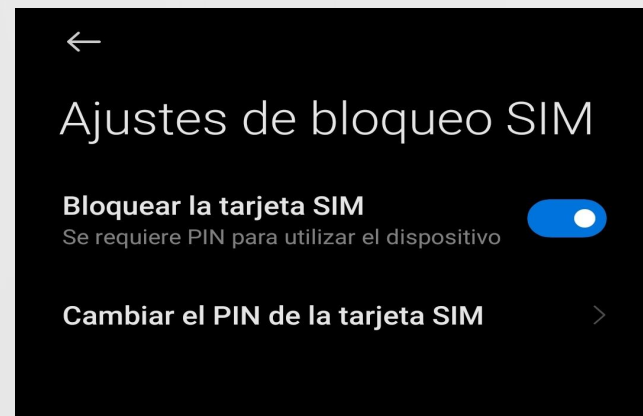 Ajustes de bloqueo SIM
Bloquear la tarjeta SIM
Se requiere PIN para utilizar el dispositivo
Cambiar el PIN de la tarjeta SIM